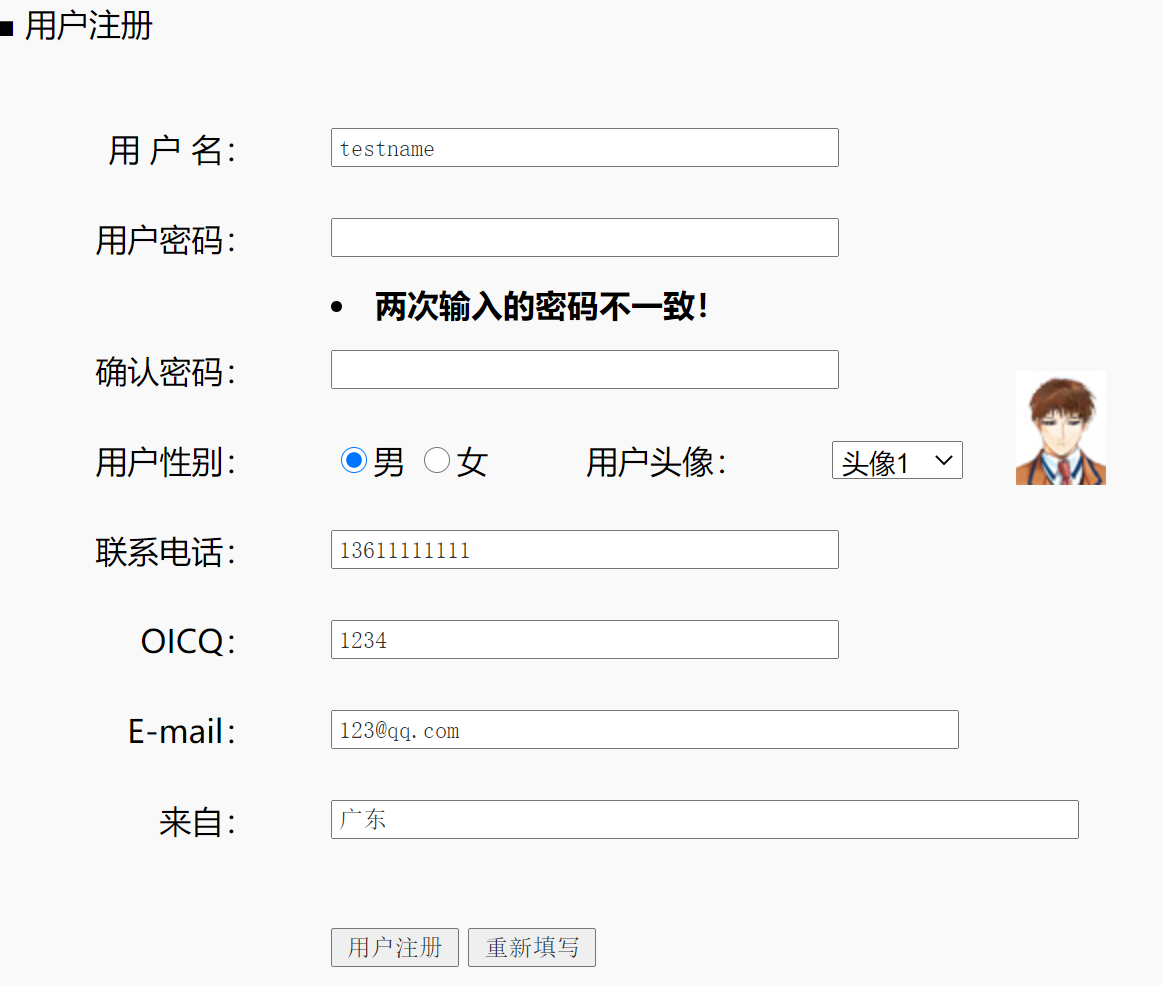 ■ 用户注册
用 户 名： testname
用户密码：
• 两次输入的密码不一致！
确认密码：
用户性别： 男 女 用户头像： 头像1
联系电话： 13611111111
OICQ： 1234
E-mail： 123@qq.com
来自： 广东
用户注册 重新填写